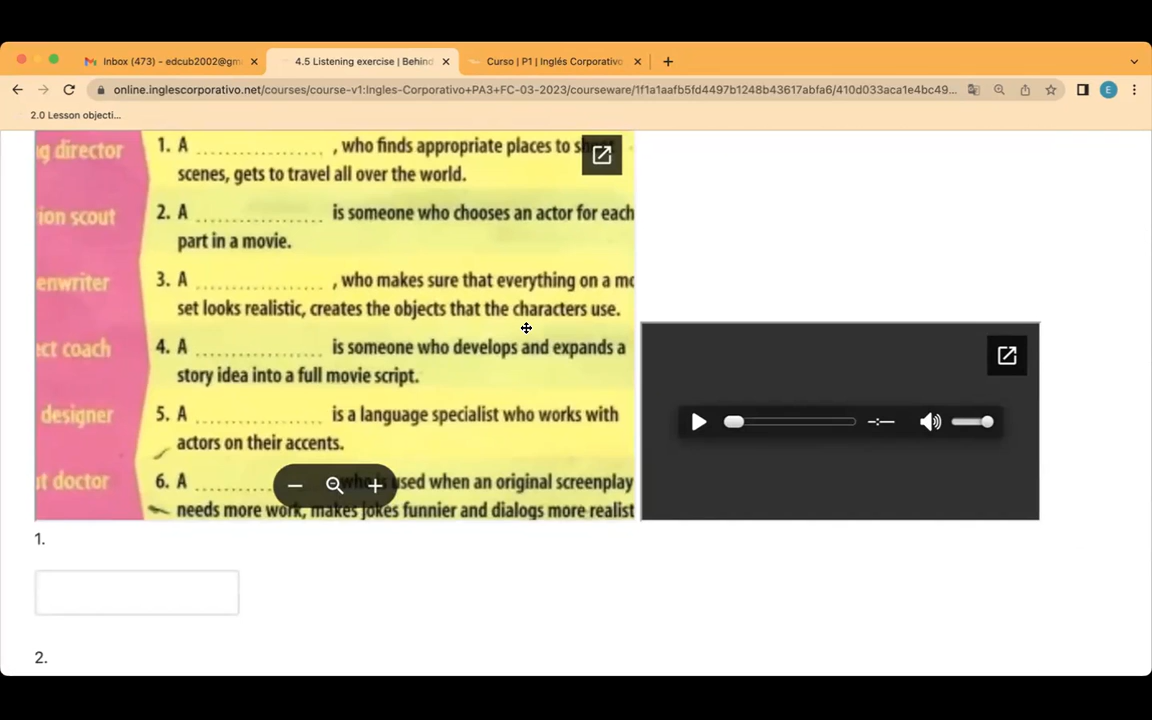 Inbox (473) - edcub2002@gm
4.5 Listening exercise | Behind
Curso | P1 | Inglés Corporativo
online.inglescorporativo.net/courses/course-v1:Ingles-Corporativo+PA3+FC-03-2023/courseware/1f1a1aafb5fd4497b1248b43617abfa6/410d033aca1e4bc49...
E
2.0 Lesson objecti...
g director
ion scout
enwriter
ect coach
designer
t doctor
1. A ..................... , who finds appropriate places to
scenes, gets to travel all over the world.
2. A ..................... is someone who chooses an actor for each
part in a movie.
3. A ..................... , who makes sure that everything on a mo
set looks realistic, creates the objects that the characters use.
4. A ..................... is someone who develops and expands a
story idea into a full movie script.
5. A ..................... is a language specialist who works with
actors on their accents.
6. A ............ who is used when an original screenplay
needs more work, makes jokes funnier and dialogs more realist
1.
2.